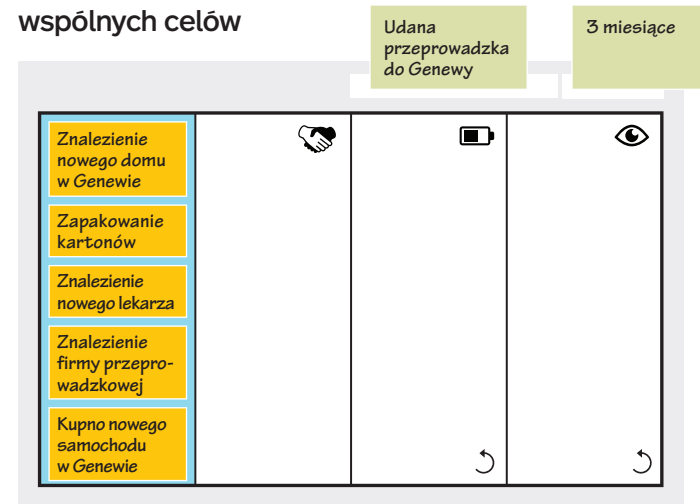 wspólnych celów
Udana
przeprowadzka
do Genewy
3 miesiące
Znalezienie
nowego domu
w Genewie
Zapakowanie
kartonów
Znalezienie
nowego lekarza
Znalezienie
firmy przepro-
wadzkowej
Kupno nowego
samochodu
w Genewie